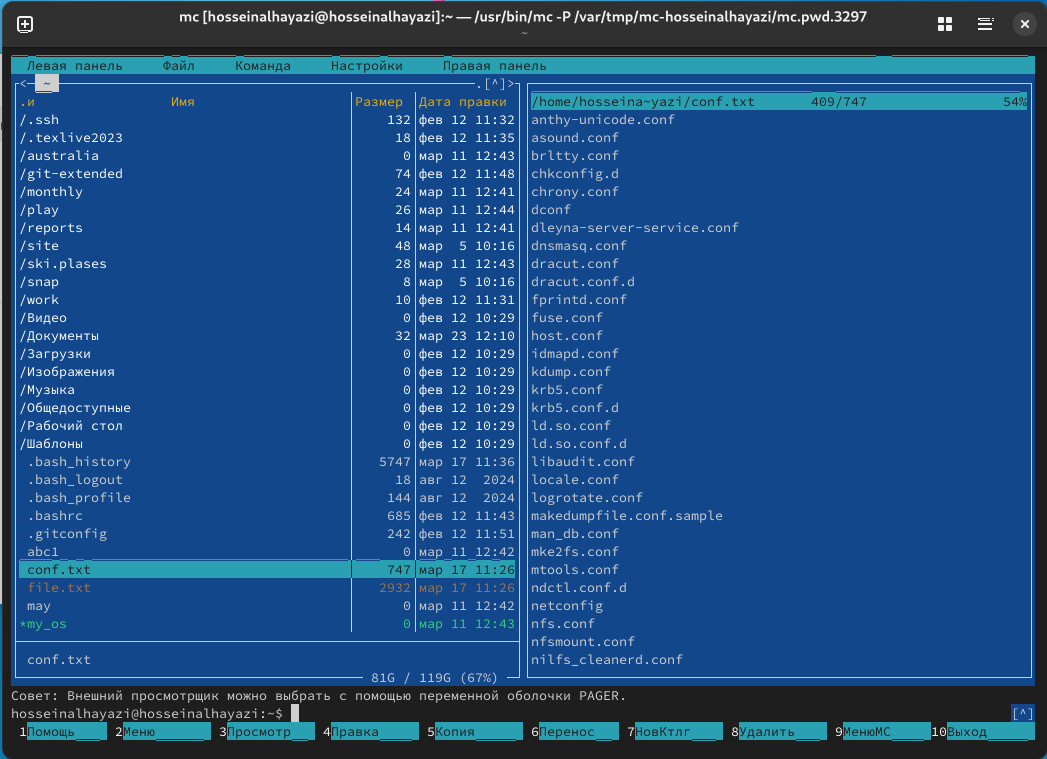 mc [hosseinalhayazi@hosseinalhayazi]:~ — /usr/bin/mc -P /var/tmp/mc-hosseinalhayazi/mc.pwd.3297
~
Левая панель Файл Команда Настройки Правая панель
<- ~ .[^]>
.и Имя Размер Дата правки
/.ssh 132 фев 12 11:32
/.texlive2023 18 фев 12 11:35
/australia 0 мар 11 12:43
/git-extended 74 фев 12 11:48
/monthly 24 мар 11 12:41
/play 26 мар 11 12:44
/reports 14 мар 11 12:41
/site 48 мар 5 10:16
/ski.plases 28 мар 11 12:43
/snap 8 мар 5 10:16
/work 10 фев 12 11:31
/Видео 0 фев 12 10:29
/Документы 32 мар 23 12:10
/Загрузки 0 фев 12 10:29
/Изображения 0 фев 12 10:29
/Музыка 0 фев 12 10:29
/Общедоступные 0 фев 12 10:29
/Рабочий стол 0 фев 12 10:29
/Шаблоны 0 фев 12 10:29
.bash_history 5747 мар 17 11:36
.bash_logout 18 авг 12 2024
.bash_profile 144 авг 12 2024
.bashrc 685 фев 12 11:43
.gitconfig 242 фев 12 11:51
abc1 0 мар 11 12:42
conf.txt 747 мар 17 11:26
file.txt 2932 мар 17 11:26
may 0 мар 11 12:42
*my_os 0 мар 11 12:43
conf.txt
81G / 119G (67%)
/home/hosseina~yazi/conf.txt 409/747 54%
anthy-unicode.conf
asound.conf
brltty.conf
chkconfig.d
chrony.conf
dconf
dleyna-server-service.conf
dnsmasq.conf
dracut.conf
dracut.conf.d
fprintd.conf
fuse.conf
host.conf
idmapd.conf
kdump.conf
krb5.conf
krb5.conf.d
ld.so.conf
ld.so.conf.d
libaudit.conf
locale.conf
logrotate.conf
makedumpfile.conf.sample
man_db.conf
mke2fs.conf
mtools.conf
ndctl.conf.d
netconfig
nfs.conf
nfsmount.conf
nilfs_cleanerd.conf
Совет: Внешний просмотрщик можно выбрать с помощью переменной оболочки PAGER.
hosseinalhayazi@hosseinalhayazi:~$ [^]
1Помощь 2Меню 3Просмотр 4Правка 5Копия 6Перенос 7НовКтлг 8Удалить 9МенюMC 10Выход